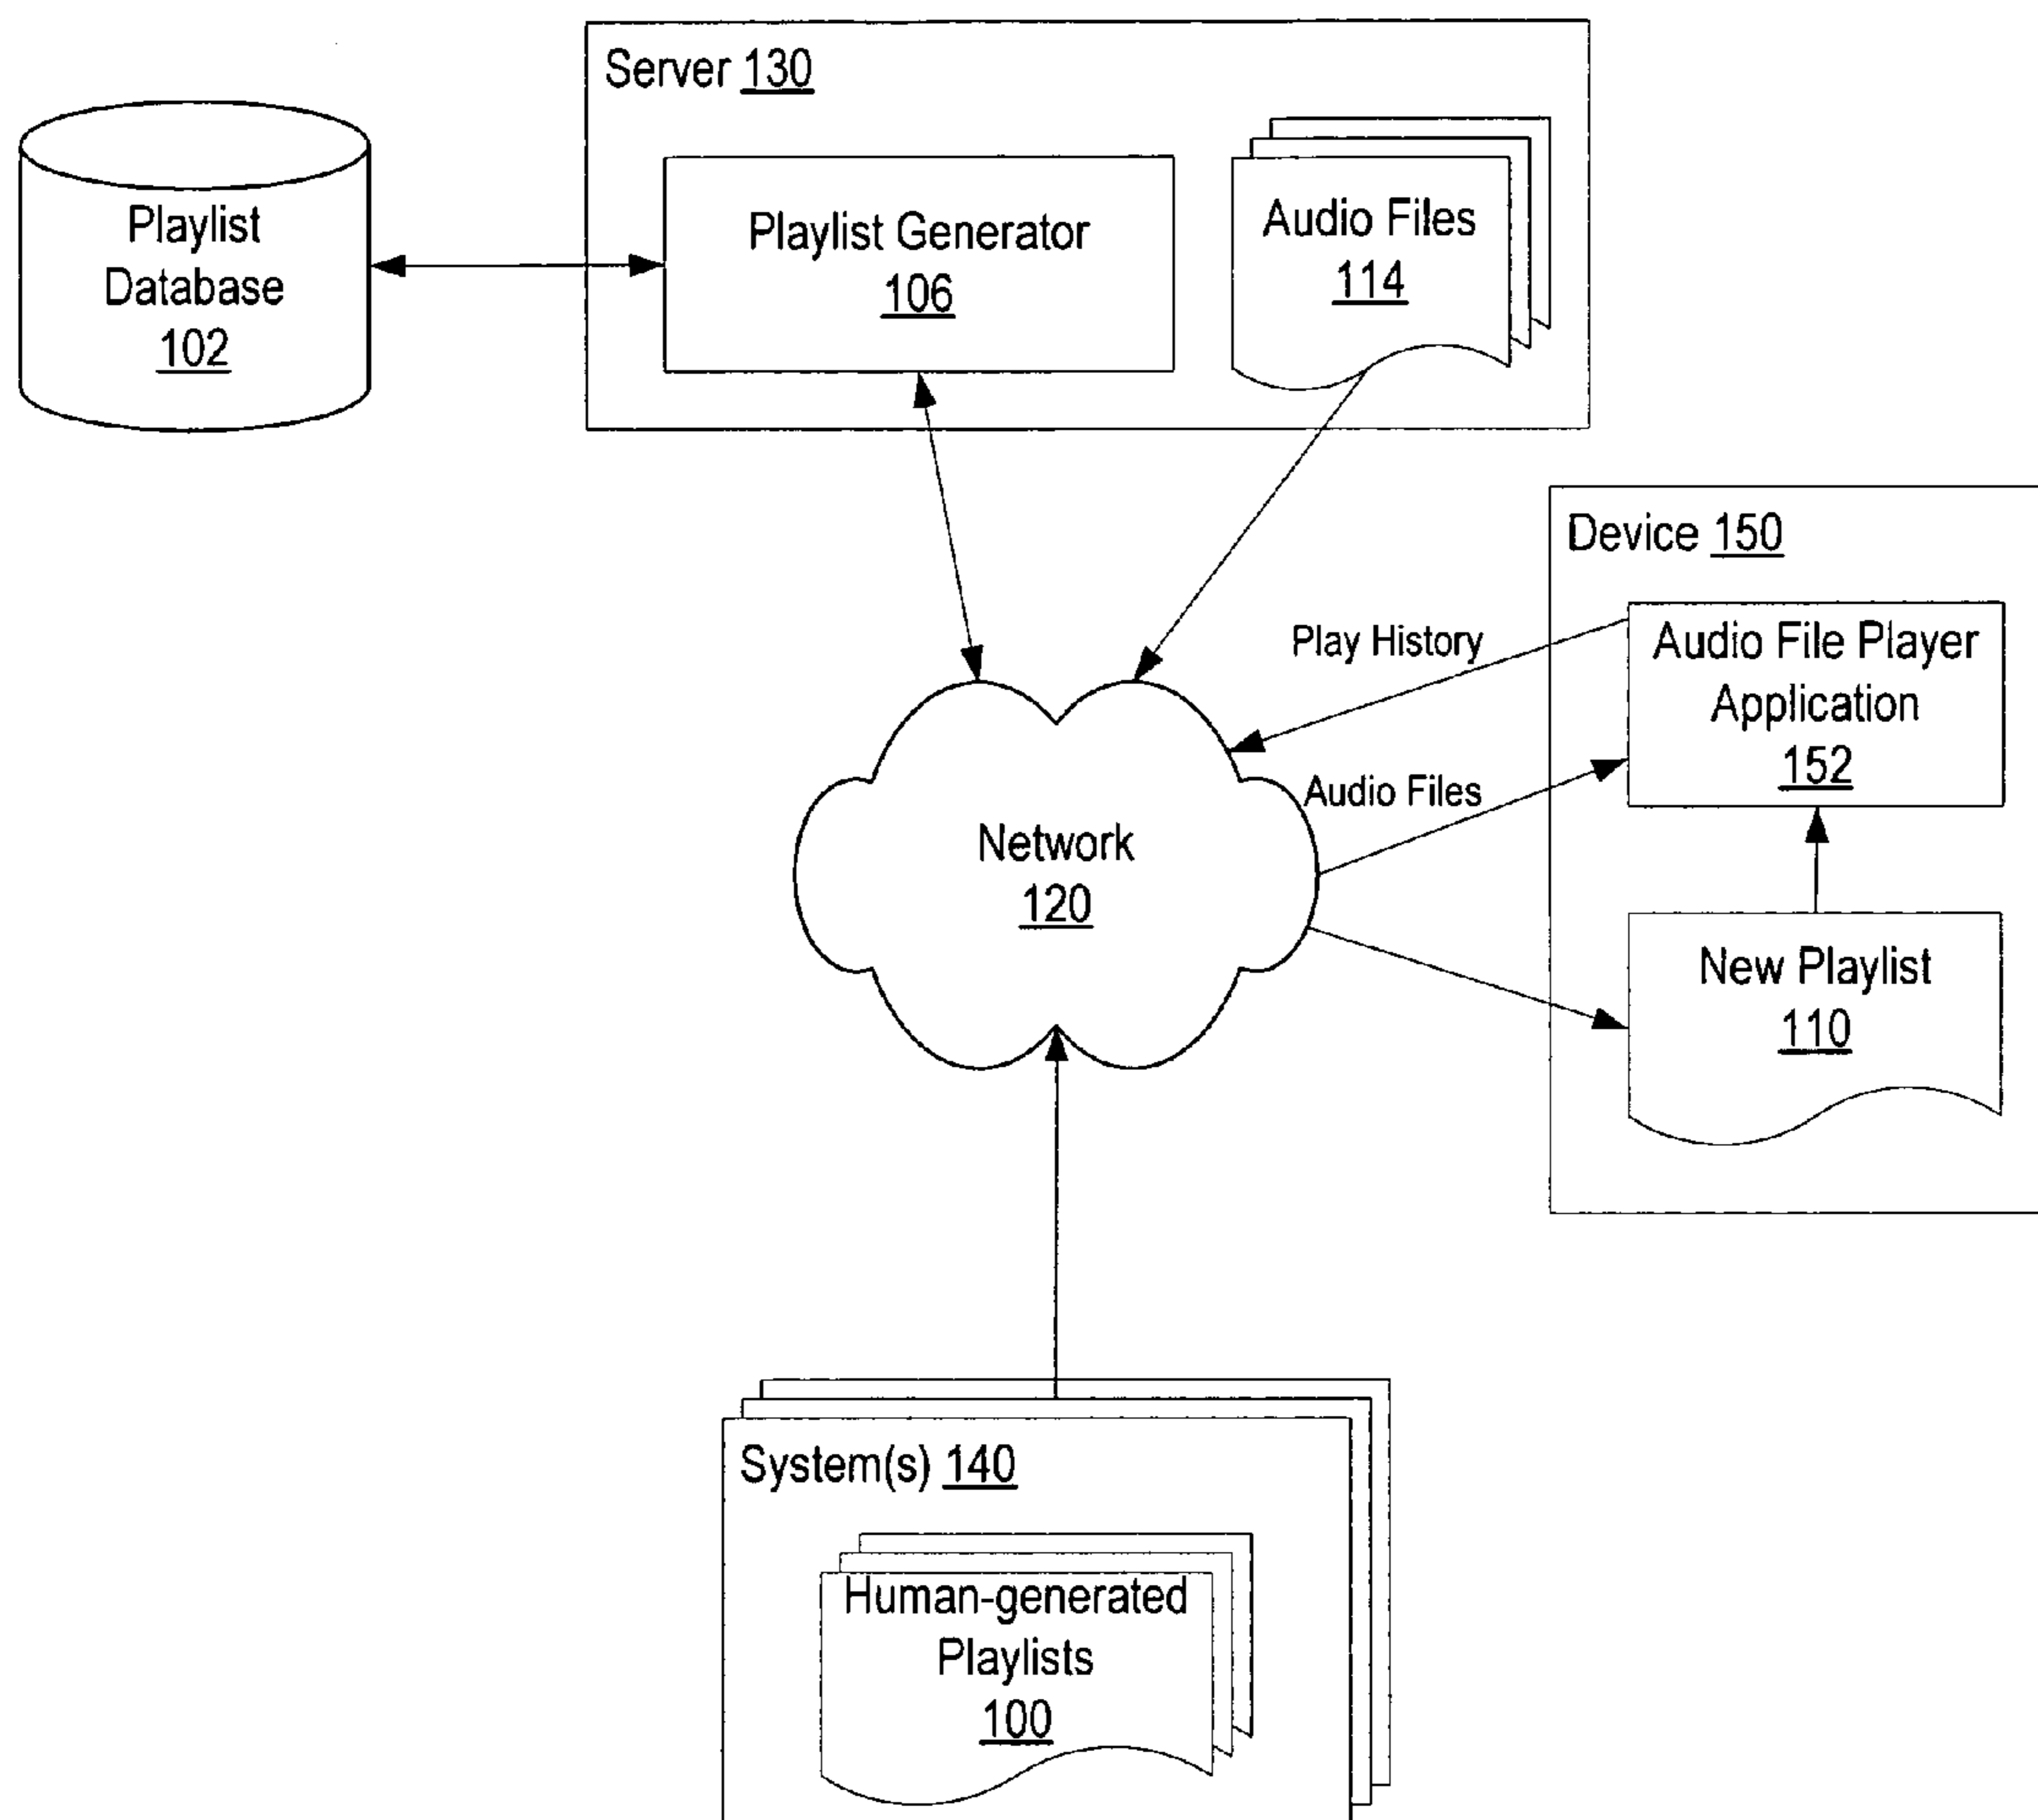 Server 130
Playlist
Database
102
Playlist Generator
106
Audio Files
114
Device 150
Play History
Audio File Player
Application
152
Audio Files
Network
120
New Playlist
110
System(s) 140
Human-generated
Playlists
100